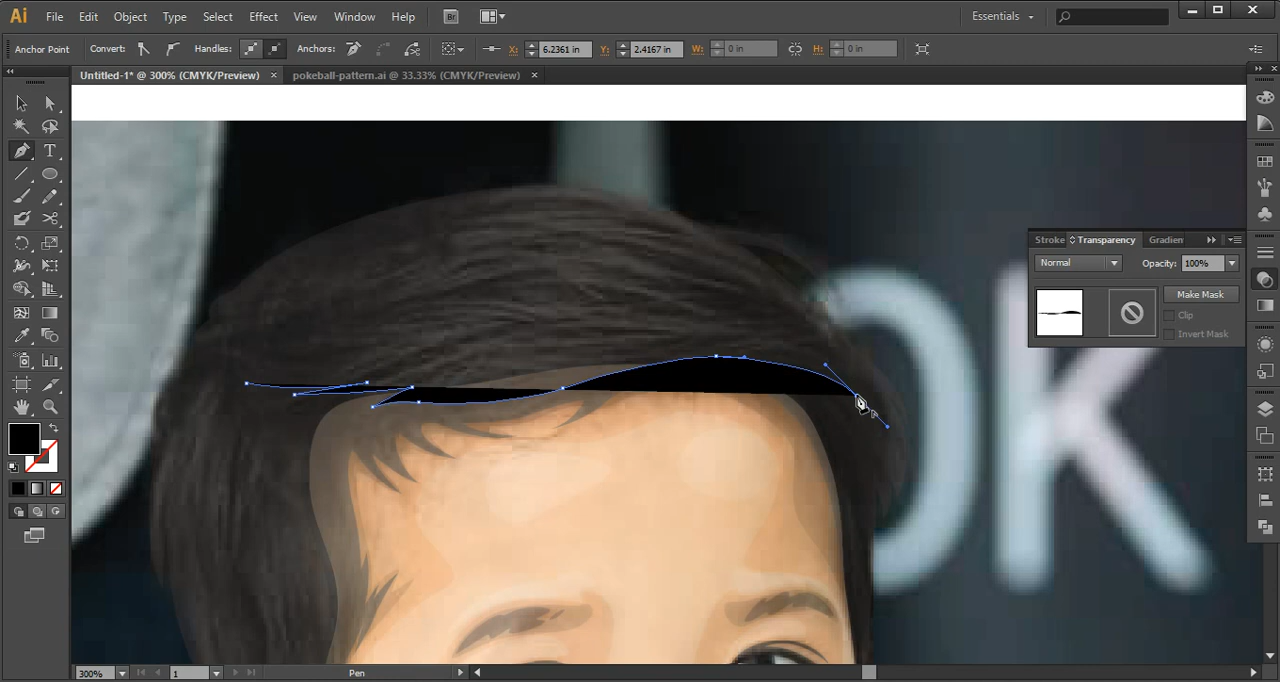 Ai File Edit Object Type Select Effect View Window Help Br Essentials
Anchor Point Convert: Handles: Anchors: X: 6.2361 in Y: 2.4167 in W: 0 in H: 0 in
Untitled-1* @ 300% (CMYK/Preview) × pokeball-pattern.ai @ 33.33% (CMYK/Preview) ×
T
Stroke Transparency Gradien
Normal Opacity: 100%
Make Mask
Clip
Invert Mask
OK
300% 1 Pen